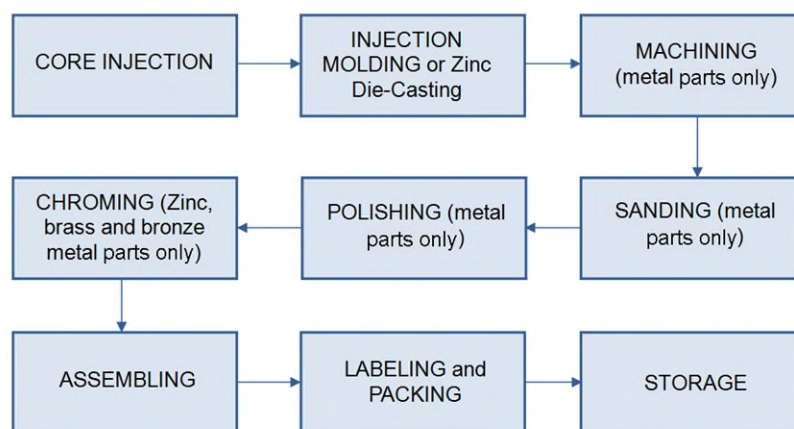 CORE INJECTION
INJECTION
MOLDING or Zinc
Die-Casting
MACHINING
(metal parts only)
SANDING (metal
parts only)
POLISHING (metal
parts only)
CHROMING (Zinc,
brass and bronze
metal parts only)
ASSEMBLING
LABELING and
PACKING
STORAGE